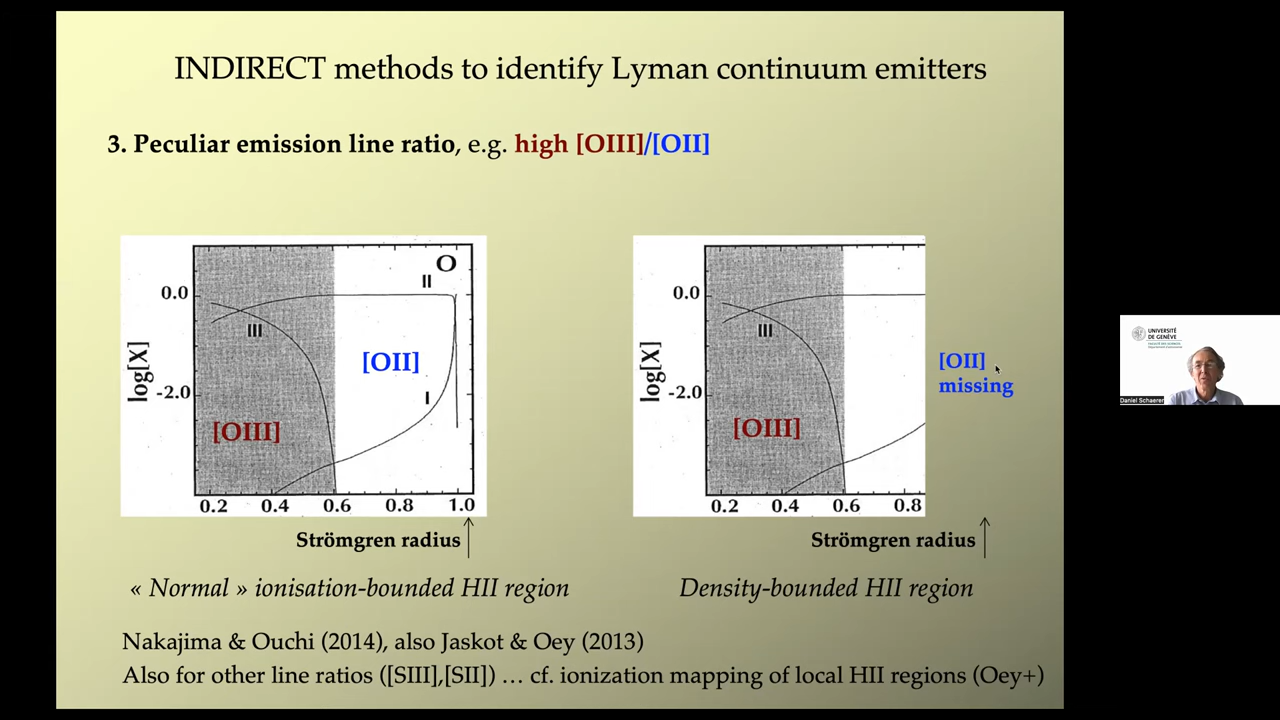 INDIRECT methods to identify Lyman continuum emitters
3. Peculiar emission line ratio, e.g. high [OIII]/[OII]
O
II
0.0
III
[OII]
log[X]
-2.0
I
[OIII]
0.2 0.4 0.6 0.8 1.0
Strömgren radius
« Normal » ionisation-bounded HII region
0.0
III
log[X]
-2.0
[OIII]
[OII]
missing
0.2 0.4 0.6 0.8
Strömgren radius
Density-bounded HII region
Nakajima & Ouchi (2014), also Jaskot & Oey (2013)
Also for other line ratios ([SIII],[SII]) … cf. ionization mapping of local HII regions (Oey+)
UNIVERSITÉ
DE GENÈVE
Daniel Schaerer